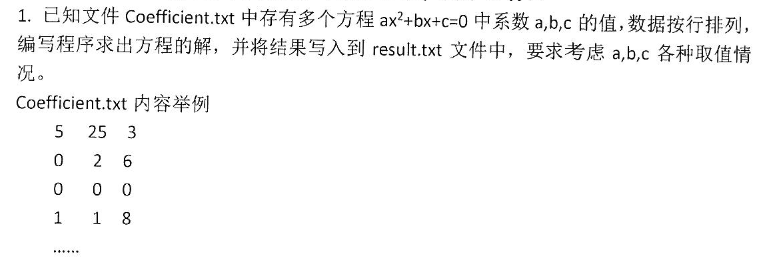 1. 已知文件 Coefficient.txt 中存有多个方程 ax²+bx+c=0 中系数 a,b,c 的值,数据按行排列,
编写程序求出方程的解，并将结果写入到 result.txt 文件中，要求考虑 a,b,c 各种取值情
况。
Coefficient.txt 内容举例
5 25 3
0 2 6
0 0 0
1 1 8
……